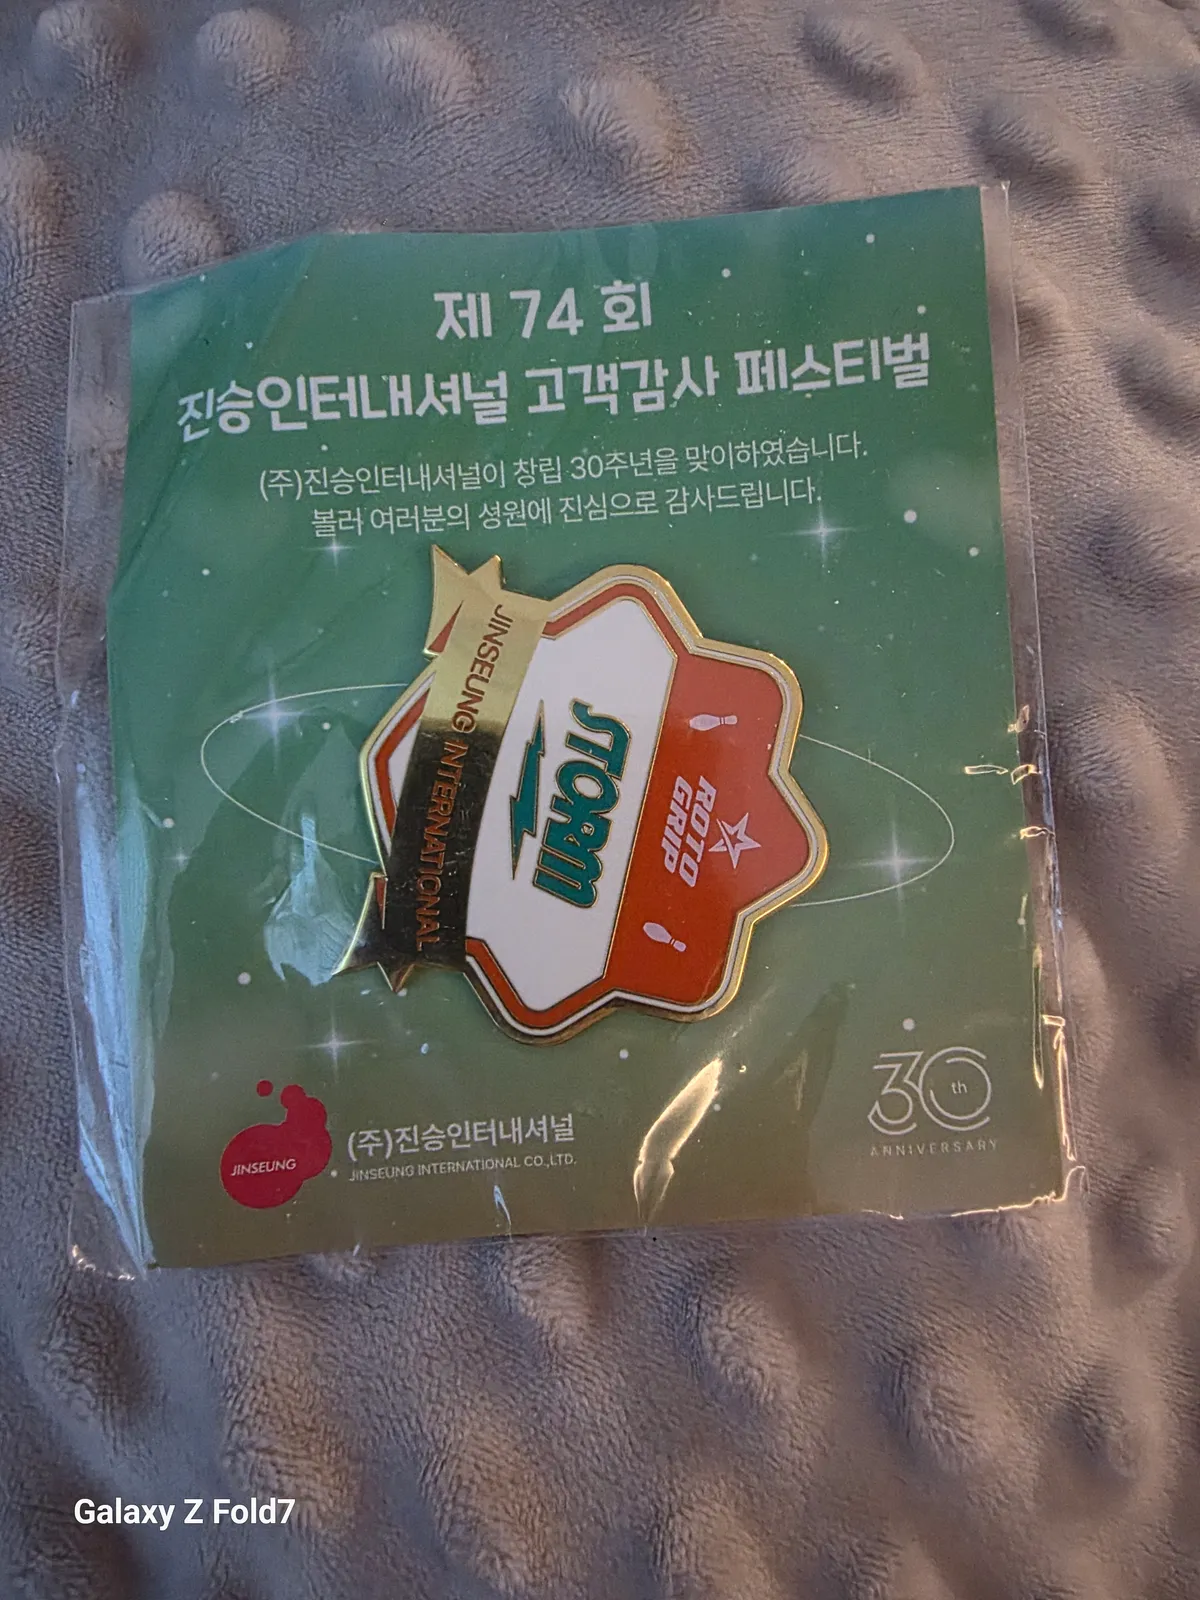 제 74 회
진승인터내셔널 고객감사 페스티벌
(주)진승인터내셔널이 창립 30주년을 맞이하였습니다.
볼러 여러분의 성원에 진심으로 감사드립니다.
JINSEUNG INTERNATIONAL
STORM
ROTO
GRIP
JINSEUNG
(주)진승인터내셔널
JINSEUNG INTERNATIONAL CO.,LTD.
30th
ANNIVERSARY
Galaxy Z Fold7